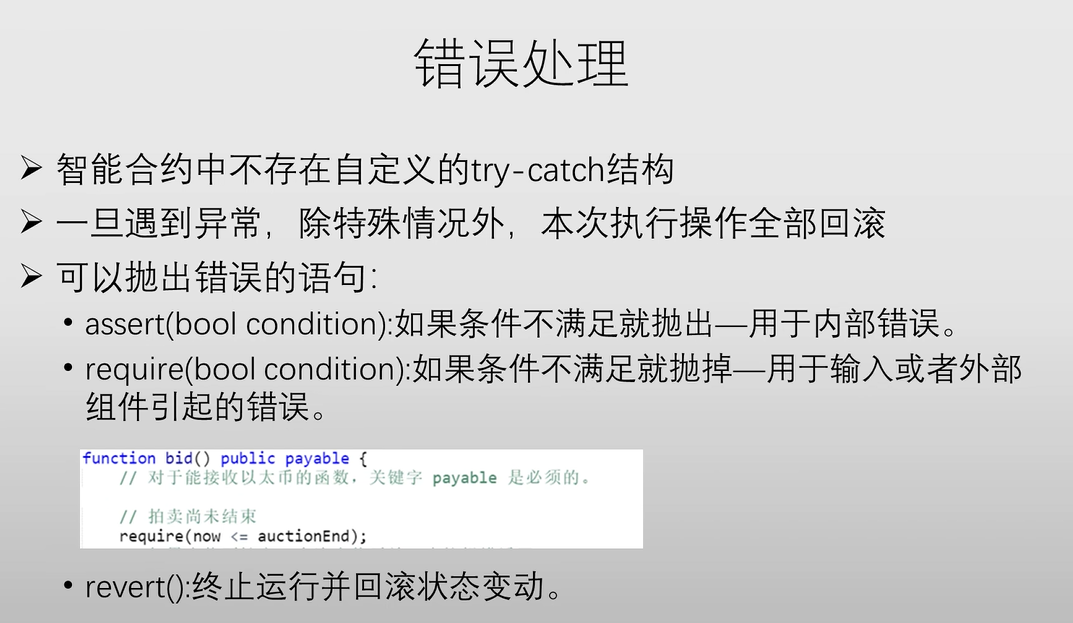 错误处理
➢ 智能合约中不存在自定义的try-catch结构
➢ 一旦遇到异常，除特殊情况外，本次执行操作全部回滚
➢ 可以抛出错误的语句：
• assert(bool condition):如果条件不满足就抛出—用于内部错误。
• require(bool condition):如果条件不满足就抛掉—用于输入或者外部
组件引起的错误。
function bid() public payable {
// 对于能接收以太币的函数，关键字 payable 是必须的。
// 拍卖尚未结束
require(now <= auctionEnd);
• revert():终止运行并回滚状态变动。